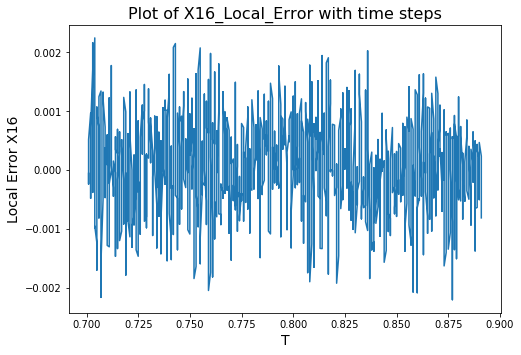 Plot of X16_Local_Error with time steps
Local Error X16
0.002
0.001
0.000
−0.001
−0.002
0.700 0.725 0.750 0.775 0.800 0.825 0.850 0.875 0.900
T